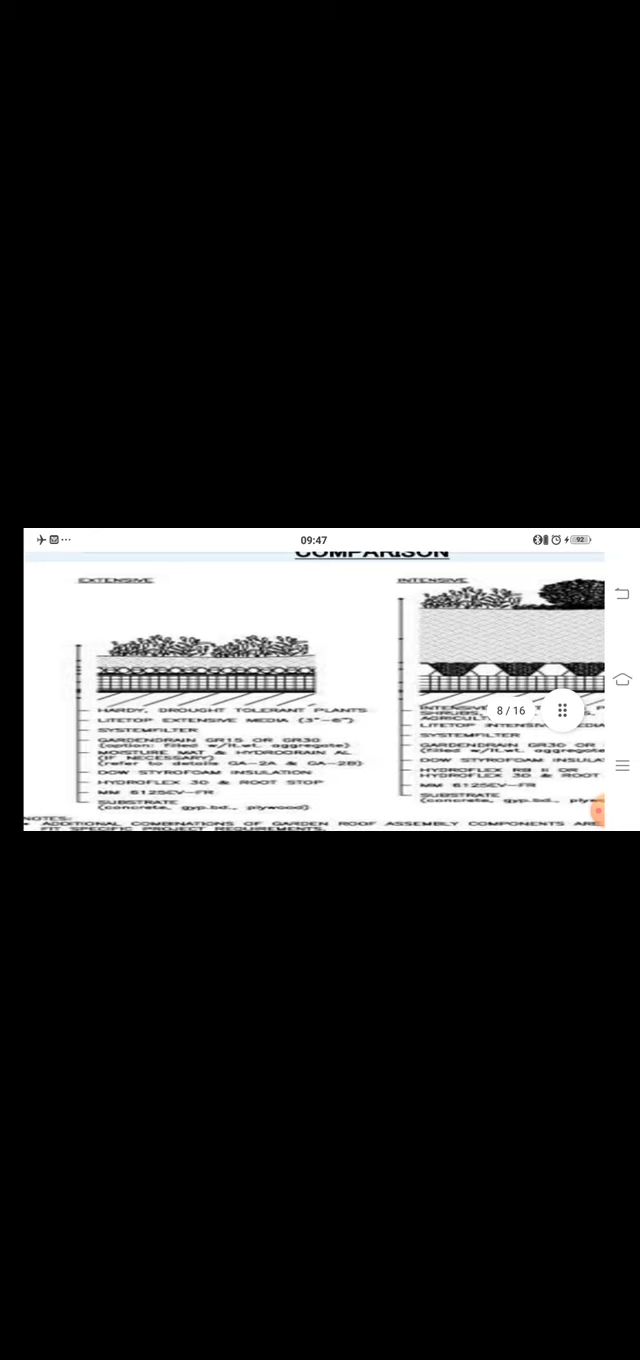 09:47
92
COMPARISON
EXTENSIVE
HARDY, DROUGHT TOLERANT PLANTS
LITETOP EXTENSIVE MEDIA (3"-6")
SYSTEMFILTER
GARDENDRAIN GR15 OR GR30
(option: filled w/lt.wt. aggregate)
MOISTURE MAT & HYDRODRAIN AL
(IF NECESSARY)
(refer to details GA-2A & GA-2B)
DOW STYROFOAM INSULATION
HYDROFLEX 30 & ROOT STOP
MM 6125EV-FR
SUBSTRATE
(concrete, gyp.bd., plywood)
INTENSIVE
INTENSIVE
SHRUBS,
8 / 16
LITETOP INTENSIVE
SYSTEMFILTER
GARDENDRAIN GR30 OR
(filled w/lt.wt. aggregate
DOW STYROFOAM INSULA
HYDROFLEX RB II OR
HYDROFLEX 30 & ROOT
MM 6125EV-FR
SUBSTRATE
(concrete, gyp.bd.,
NOTES:
• ADDITIONAL COMBINATIONS OF GARDEN ROOF ASSEMBLY COMPONENTS ARE
FIT SPECIFIC PROJECT REQUIREMENTS.